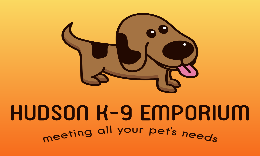 HUDSON K-9 EMPORIUM
meeting all your pet's needs